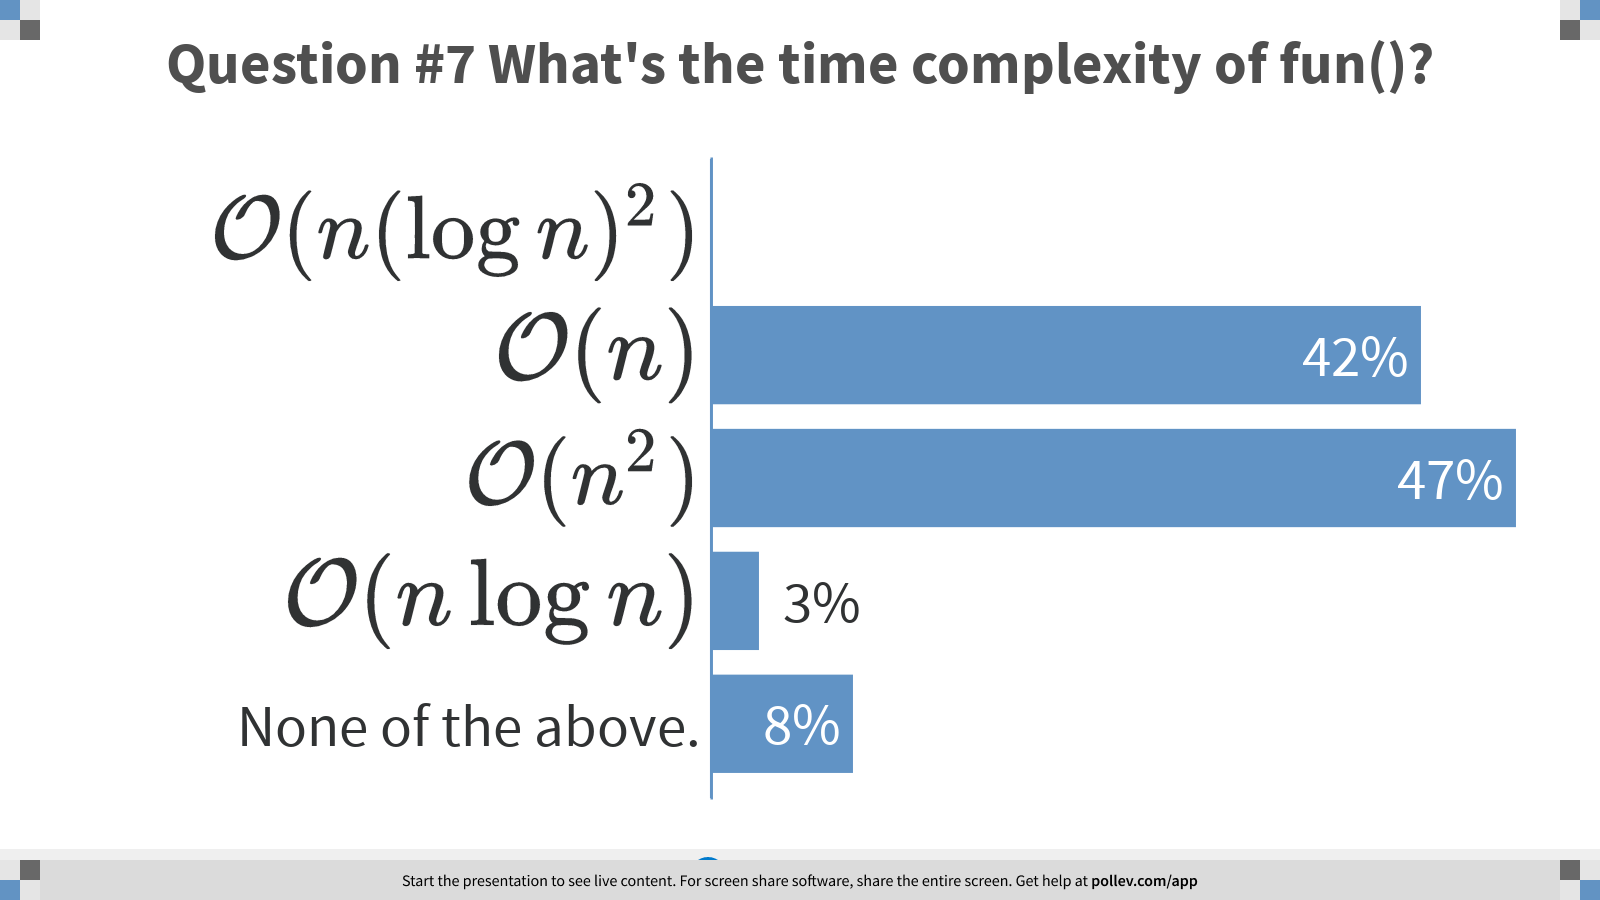 Question #7 What's the time complexity of fun()?
𝒪(n(log n)²)
𝒪(n)
42%
𝒪(n²)
47%
𝒪(n log n)
3%
None of the above.
8%
Start the presentation to see live content. For screen share software, share the entire screen. Get help at pollev.com/app